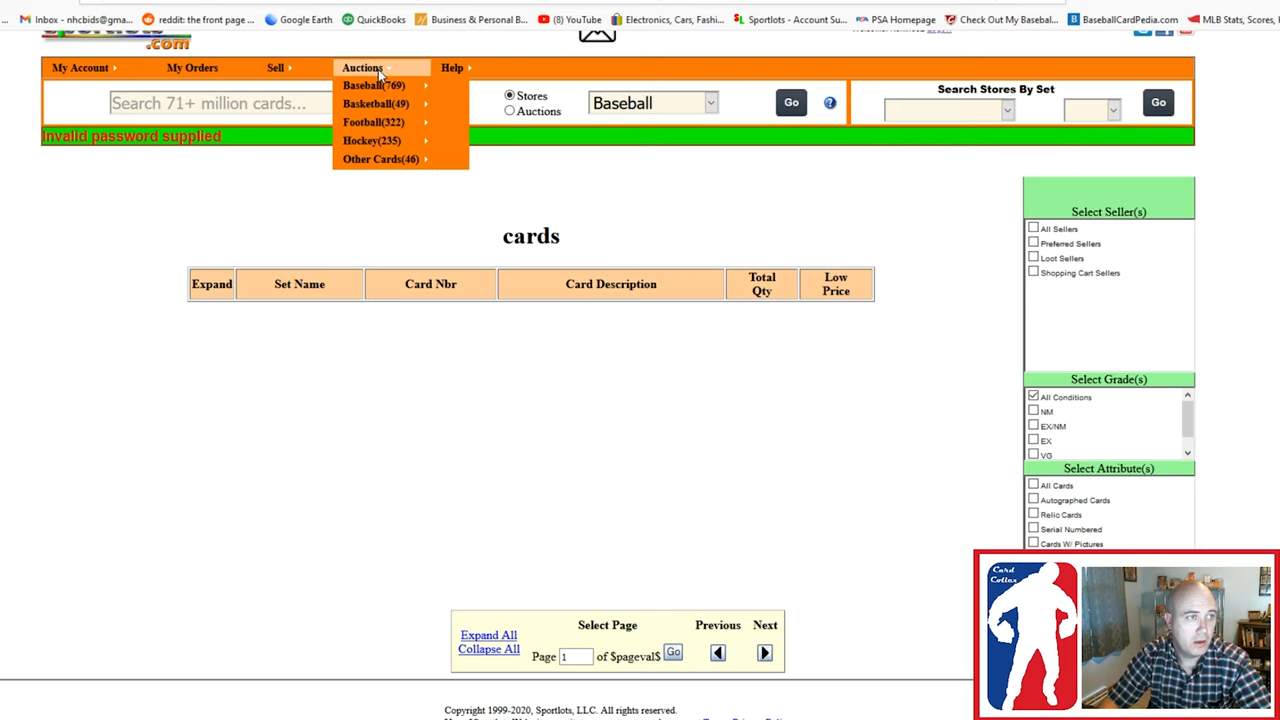 Inbox - nhcbids@gma...
reddit: the front page ...
Google Earth
QuickBooks
Business & Personal B...
(8) YouTube
Electronics, Cars, Fashi...
Sportlots - Account Su...
PSA Homepage
Check Out My Basebal...
BaseballCardPedia.com
MLB Stats, Scores,
.com
My Account
My Orders
Sell
Auctions
Help
Baseball(769)
Basketball(49)
Football(322)
Hockey(235)
Other Cards(46)
Search 71+ million cards...
Stores
Auctions
Baseball
Go
?
Search Stores By Set
Go
Invalid password supplied
cards
Expand
Set Name
Card Nbr
Card Description
Total
Qty
Low
Price
Select Seller(s)
All Sellers
Preferred Sellers
Loot Sellers
Shopping Cart Sellers
Select Grade(s)
All Conditions
NM
EX/NM
EX
VG
Select Attribute(s)
All Cards
Autographed Cards
Relic Cards
Serial Numbered
Cards W/ Pictures
Card
Collex
Expand All
Collapse All
Select Page
Page 1 of $pageval$ Go
Previous
Next
Copyright 1999-2020, Sportlots, LLC. All rights reserved.